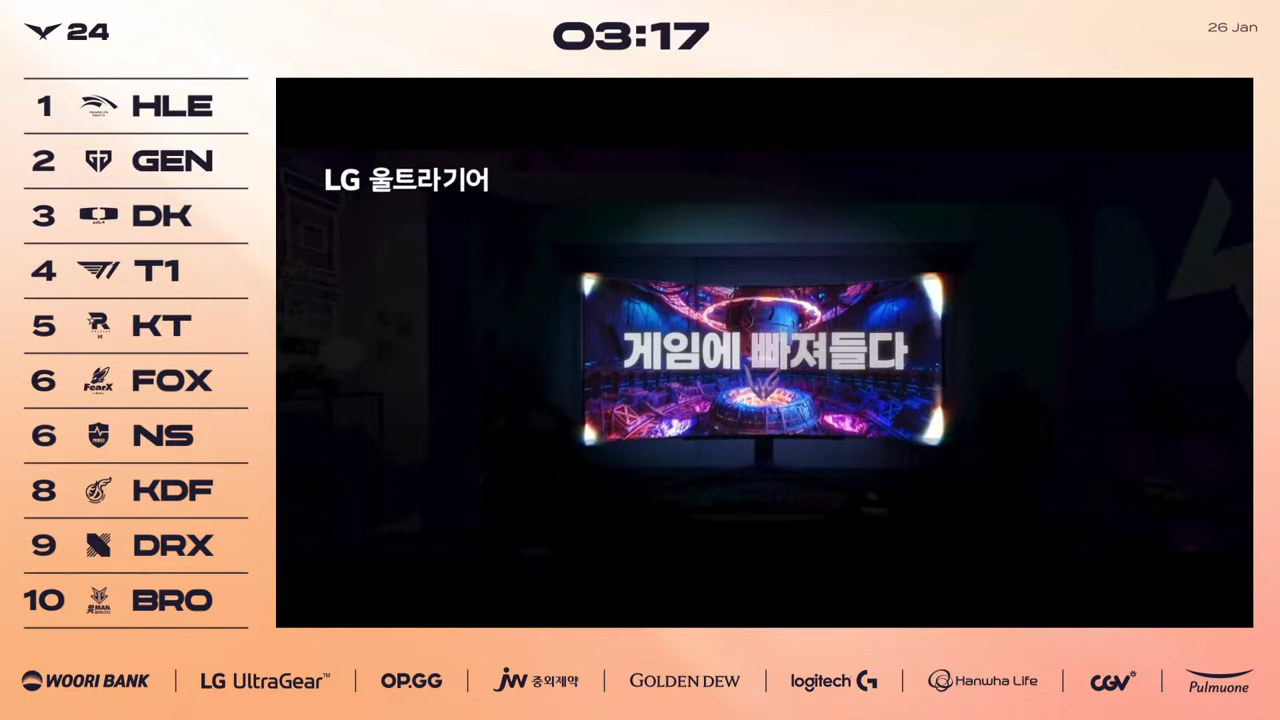 24
03:17
26 Jan
1 HLE
2 GEN
3 DK
4 T1
5 KT
6 FearX FOX
6 NS
8 KDF
9 DRX
10 BRO
LG 울트라기어
게임에 빠져들다
WOORI BANK
LG UltraGear™
OP.GG
JW 중외제약
GOLDEN DEW
logitech G
Hanwha Life
CGV
Pulmuone